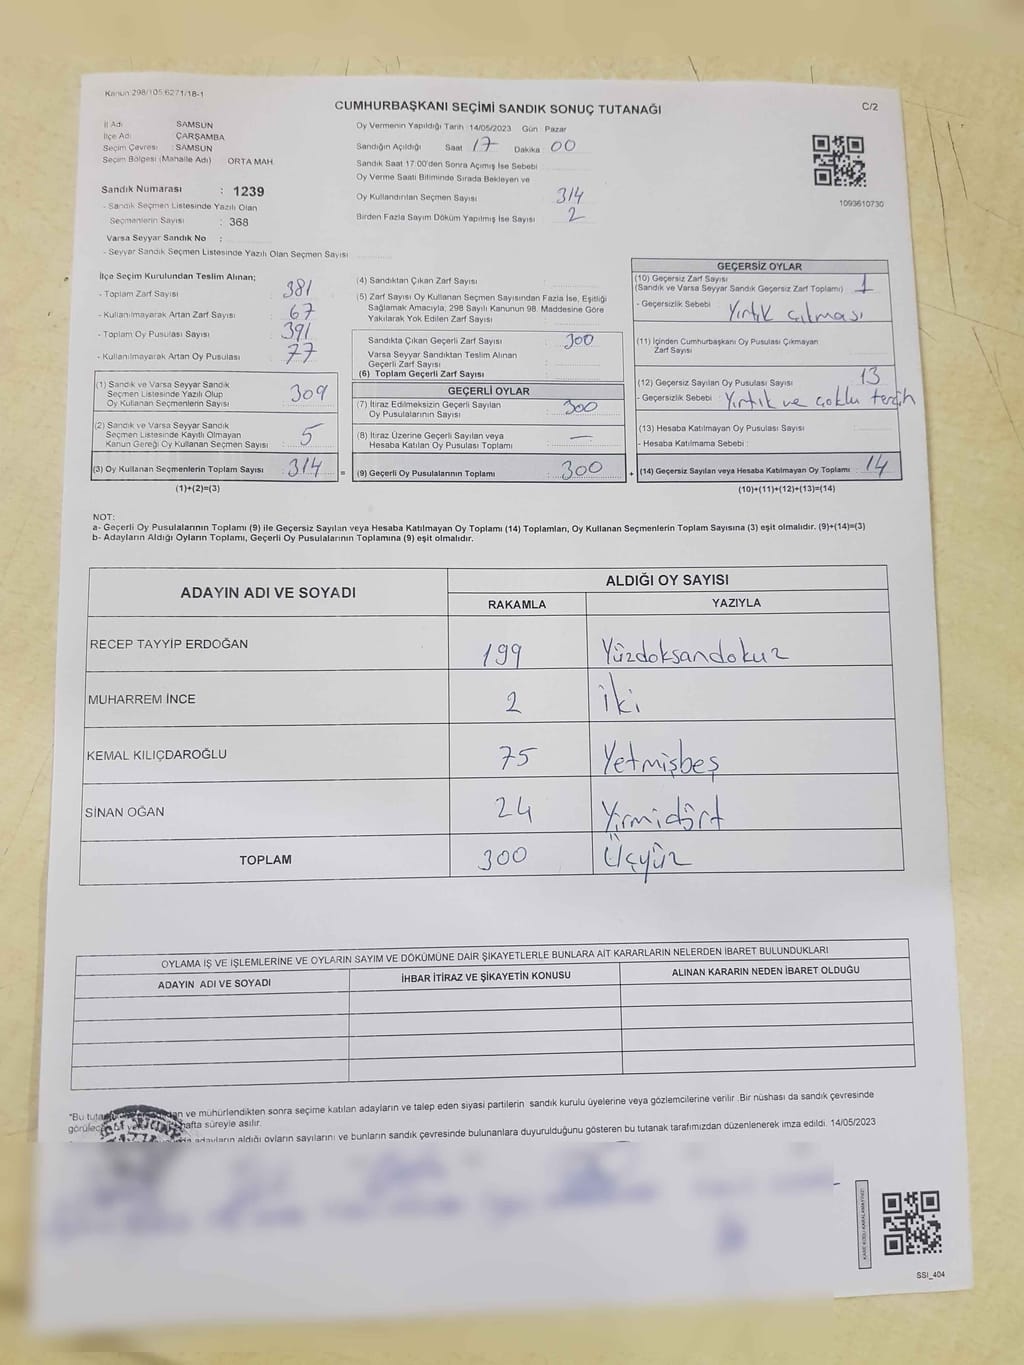 Kanun:298/105,6271/18-1
CUMHURBAŞKANI SEÇİMİ SANDIK SONUÇ TUTANAĞI
C/2
İl Adı SAMSUN
İlçe Adı ÇARŞAMBA
Seçim Çevresi : SAMSUN
Seçim Bölgesi (Mahalle Adı) ORTA MAH.
Sandık Numarası : 1239
- Sandık Seçmen Listesinde Yazılı Olan
Seçmenlerin Sayısı : 368
Varsa Seyyar Sandık No :
- Seyyar Sandık Seçmen Listesinde Yazılı Olan Seçmen Sayısı
Oy Vermenin Yapıldığı Tarih 14/05/2023 Gün Pazar
Sandığın Açıldığı Saat 17 Dakika 00
Sandık Saat 17:00'den Sonra Açımış İse Sebebi
Oy Verme Saati Bitiminde Sırada Bekleyen ve
Oy Kullandırılan Seçmen Sayısı 314
Birden Fazla Sayım Döküm Yapılmış İse Sayısı 2
1093610730
İlçe Seçim Kurulundan Teslim Alınan;
- Toplam Zarf Sayısı 381
- Kullanılmayarak Artan Zarf Sayısı 67
- Toplam Oy Pusulası Sayısı 391
- Kullanılmayarak Artan Oy Pusulası 77
(1) Sandık ve Varsa Seyyar Sandık
Seçmen Listesinde Yazılı Olup
Oy Kullanan Seçmenlerin Sayısı 309
(2) Sandık ve Varsa Seyyar Sandık
Seçmen Listesinde Kayıtlı Olmayan
Kanun Gereği Oy Kullanan Seçmen Sayısı : 5
(3) Oy Kullanan Seçmenlerin Toplam Sayısı : 314 =
(1)+(2)=(3)
(4) Sandıktan Çıkan Zarf Sayısı :
(5) Zarf Sayısı Oy Kullanan Seçmen Sayısından Fazla İse, Eşitliği
Sağlamak Amacıyla, 298 Sayılı Kanunun 98. Maddesine Göre
Yakılarak Yok Edilen Zarf Sayısı
Sandıkta Çıkan Geçerli Zarf Sayısı : 300
Varsa Seyyar Sandıktan Teslim Alınan
Geçerli Zarf Sayısı
(6) Toplam Geçerli Zarf Sayısı
GEÇERLİ OYLAR
(7) İtiraz Edilmeksizin Geçerli Sayılan
Oy Pusulalarının Sayısı : 300
(8) İtiraz Üzerine Geçerli Sayılan veya
Hesaba Katılan Oy Pusulası Toplamı : —
(9) Geçerli Oy Pusulalarının Toplamı : 300 +
GEÇERSİZ OYLAR
(10) Geçersiz Zarf Sayısı
(Sandık ve Varsa Seyyar Sandık Geçersiz Zarf Toplamı) : 1
- Geçersizlik Sebebi : Yırtık çılması
(11) İçinden Cumhurbaşkanı Oy Pusulası Çıkmayan
Zarf Sayısı
(12) Geçersiz Sayılan Oy Pusulası Sayısı : 13
- Geçersizlik Sebebi : Yırtık ve çoklu tercih
(13) Hesaba Katılmayan Oy Pusulası Sayısı
- Hesaba Katılmama Sebebi :
(14) Geçersiz Sayılan veya Hesaba Katılmayan Oy Toplamı : 14
(10)+(11)+(12)+(13)=(14)
NOT:
a- Geçerli Oy Pusulalarının Toplamı (9) ile Geçersiz Sayılan veya Hesaba Katılmayan Oy Toplamı (14) Toplamları, Oy Kullanan Seçmenlerin Toplam Sayısına (3) eşit olmalıdır. (9)+(14)=(3)
b- Adayların Aldığı Oyların Toplamı, Geçerli Oy Pusulalarının Toplamına (9) eşit olmalıdır.
ADAYIN ADI VE SOYADI
ALDIĞI OY SAYISI
RAKAMLA YAZIYLA
RECEP TAYYİP ERDOĞAN 199 Yüzdoksandokuz
MUHARREM İNCE 2 İki
KEMAL KILIÇDAROĞLU 75 Yetmişbeş
SİNAN OĞAN 24 Yirmidört
TOPLAM 300 Üçyüz
OYLAMA İŞ VE İŞLEMLERİNE VE OYLARIN SAYIM VE DÖKÜMÜNE DAİR ŞİKAYETLERLE BUNLARA AİT KARARLARIN NELERDEN İBARET BULUNDUKLARI
ADAYIN ADI VE SOYADI İHBAR İTİRAZ VE ŞİKAYETİN KONUSU ALINAN KARARIN NEDEN İBARET OLDUĞU
"Bu ve mühürlendikten sonra seçime katılan adayların ve talep eden siyasi partilerin sandık kurulu üyelerine veya gözlemcilerine verilir. Bir nüshası da sandık çevresinde
hafta süreyle asılır.
adayların aldığı oyların sayılarını ve bunların sandık çevresinde bulunanlara duyurulduğunu gösteren bu tutanak tarafımızdan düzenlenerek imza edildi. 14/05/2023
SSI_404